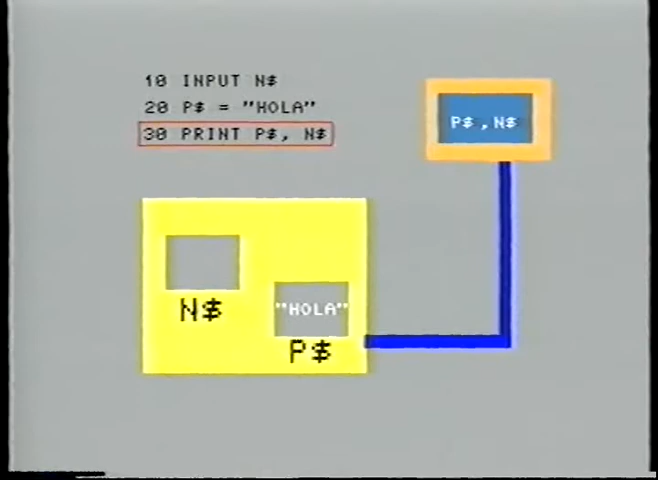 10 INPUT N$
20 P$ = "HOLA"
30 PRINT P$, N$
P$,N$
"HOLA"
N$
P$